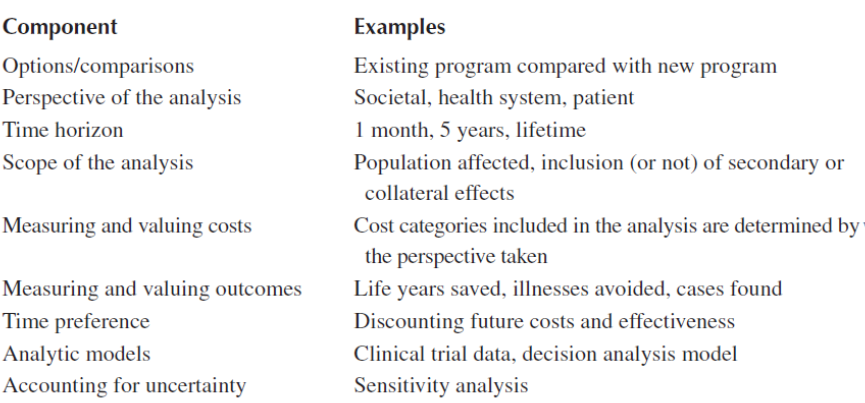 Component Examples
Options/comparisons Existing program compared with new program
Perspective of the analysis Societal, health system, patient
Time horizon 1 month, 5 years, lifetime
Scope of the analysis Population affected, inclusion (or not) of secondary or
collateral effects
Measuring and valuing costs Cost categories included in the analysis are determined by
the perspective taken
Measuring and valuing outcomes Life years saved, illnesses avoided, cases found
Time preference Discounting future costs and effectiveness
Analytic models Clinical trial data, decision analysis model
Accounting for uncertainty Sensitivity analysis